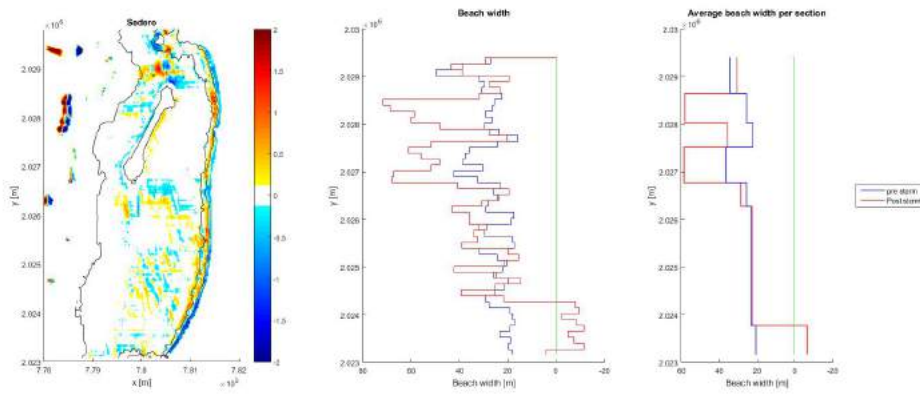 Sedero
y [m]
2.029
2.028
2.027
2.026
2.025
2.024
2.023
7.78 7.79 7.8 7.81 7.82
x [m]
2
1.5
1
0.5
0
-0.5
-1
-1.5
-2
Beach width
y [m]
2.03
2.029
2.028
2.027
2.026
2.025
2.024
2.023
80 60 40 20 0 -20
Beach width [m]
Average beach width per section
y [m]
2.03
2.029
2.028
2.027
2.026
2.025
2.024
2.023
60 40 20 0 -20
Beach width [m]
pre storm
Post storm